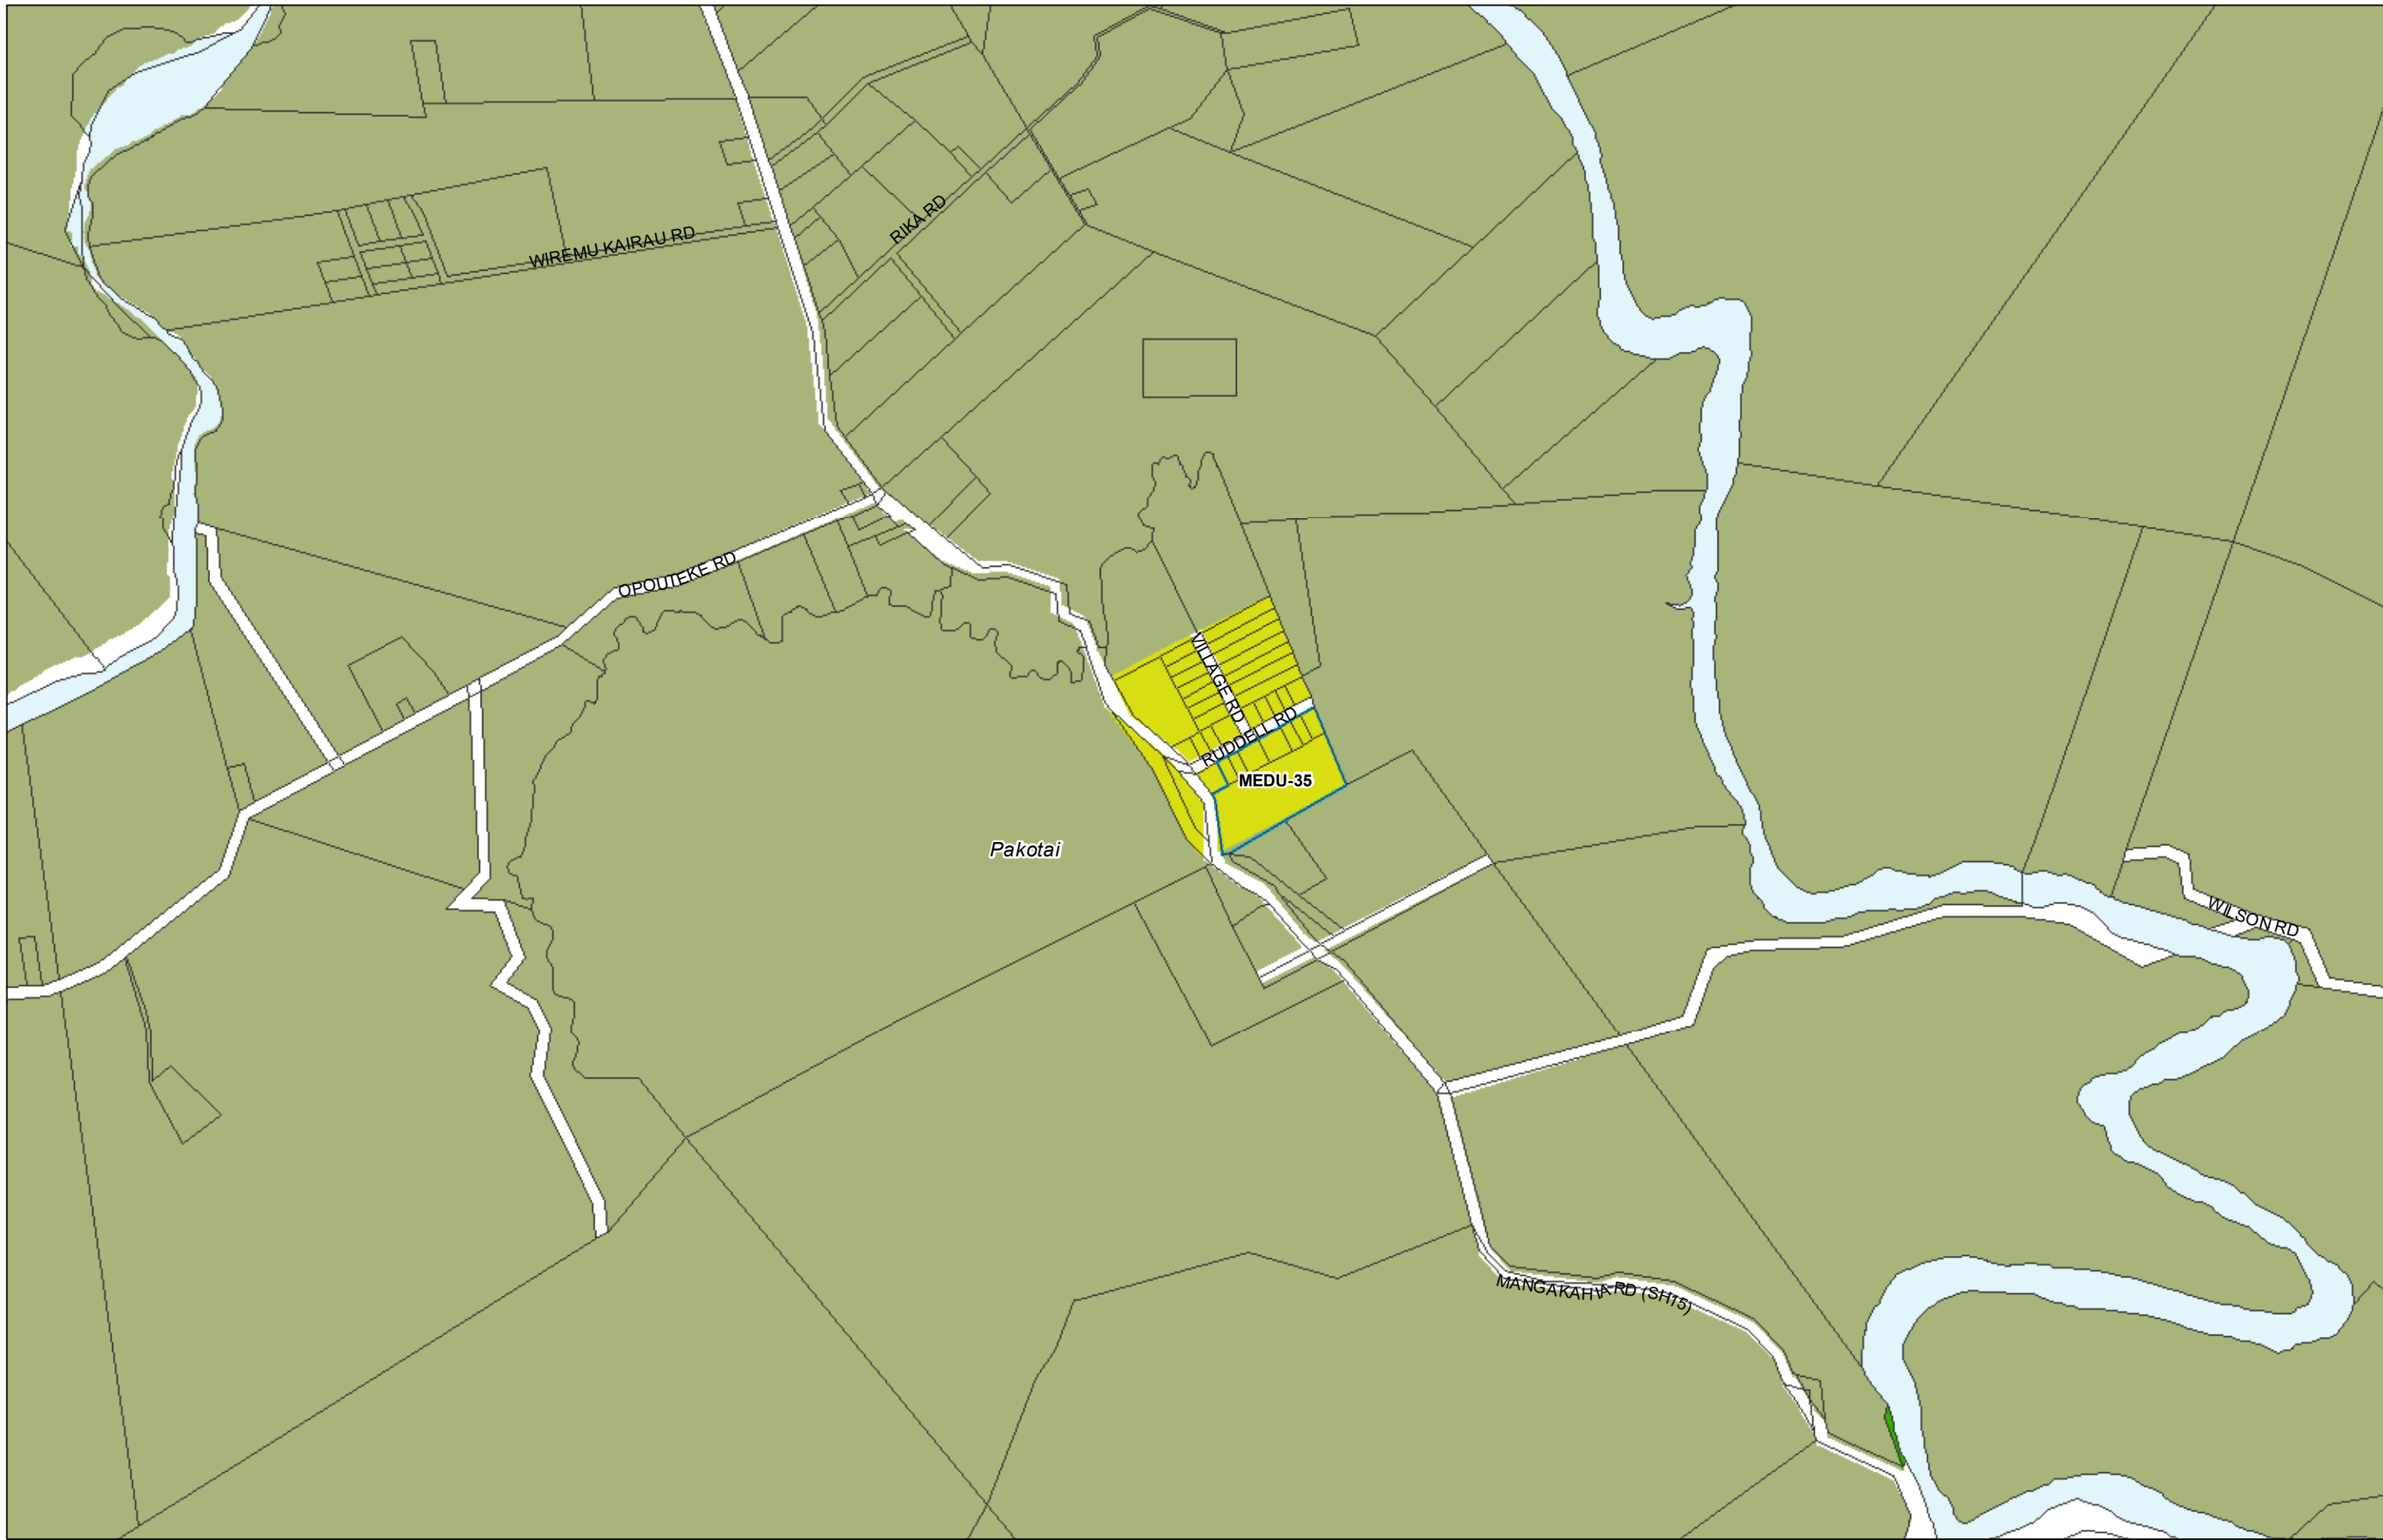 RIKA RD
WIREMU KAIRAU RD
OPOUTEKE RD
VILLAGE RD
RUDDELL RD
MEDU-35
Pakotai
WILSON RD
MANGAKAHIA RD (SH15)